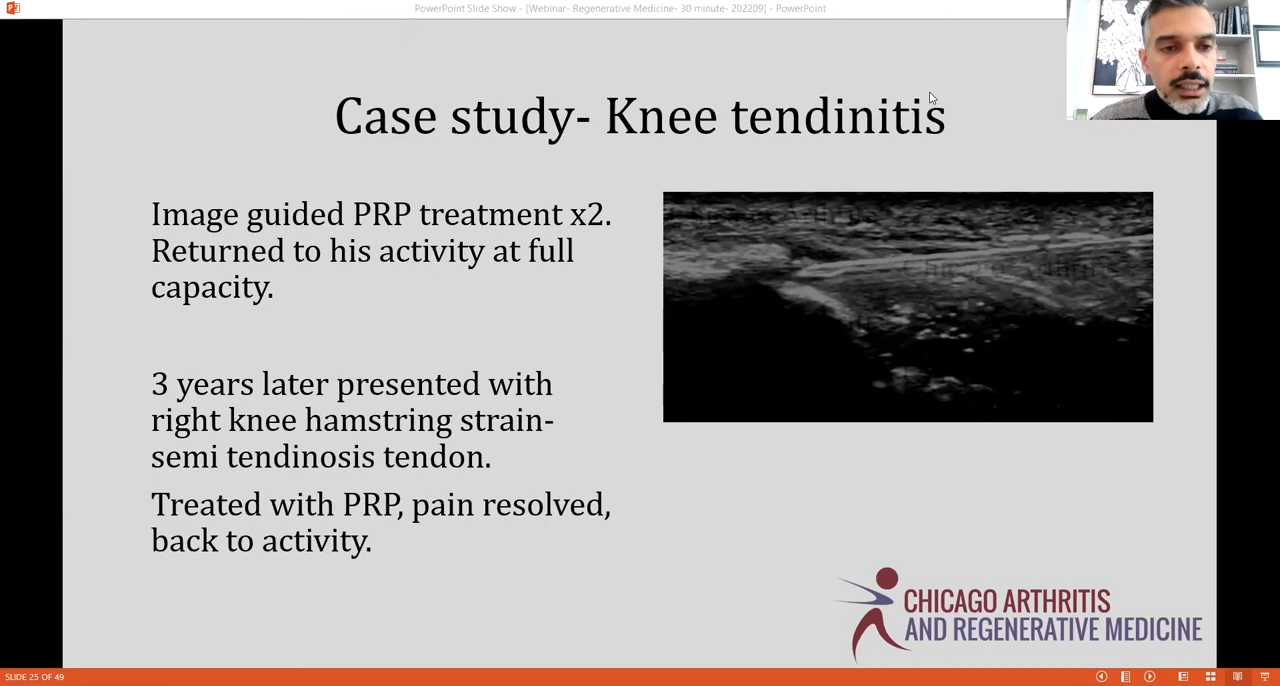 PowerPoint Slide Show - [Webinar- Regenerative Medicine- 30 minute- 202209] - PowerPoint
Case study- Knee tendinitis
Image guided PRP treatment x2.
Returned to his activity at full
capacity.
3 years later presented with
right knee hamstring strain-
semi tendinosis tendon.
Treated with PRP, pain resolved,
back to activity.
Chicago Arthritis
CHICAGO ARTHRITIS
AND REGENERATIVE MEDICINE
SLIDE 25 OF 49